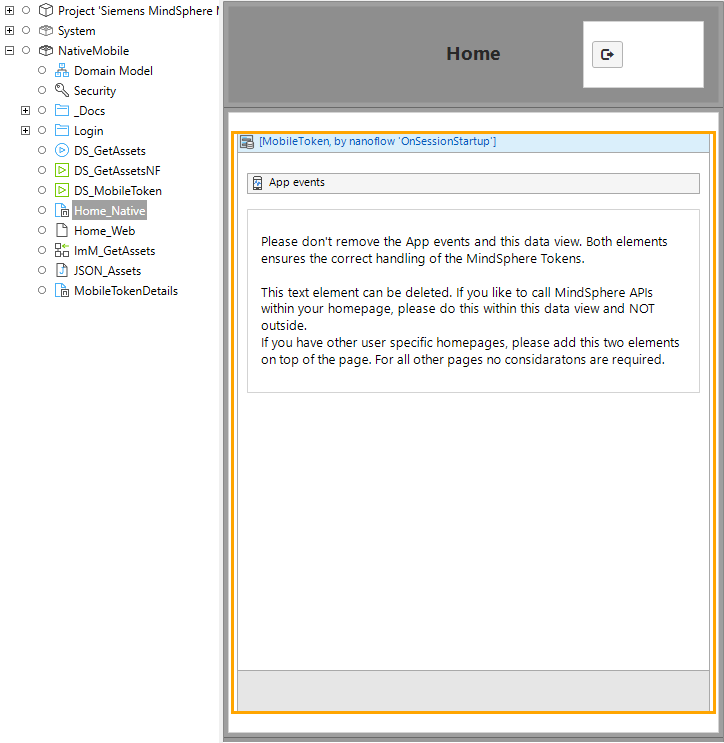 Project 'Siemens MindSphere M
System
NativeMobile
Domain Model
Security
_Docs
Login
DS_GetAssets
DS_GetAssetsNF
DS_MobileToken
Home_Native
Home_Web
ImM_GetAssets
JSON_Assets
MobileTokenDetails
Home
[MobileToken, by nanoflow 'OnSessionStartup']
App events
Please don't remove the App events and this data view. Both elements
ensures the correct handling of the MindSphere Tokens.
This text element can be deleted. If you like to call MindSphere APIs
within your homepage, please do this within this data view and NOT
outside.
If you have other user specific homepages, please add this two elements
on top of the page. For all other pages no considaratons are required.